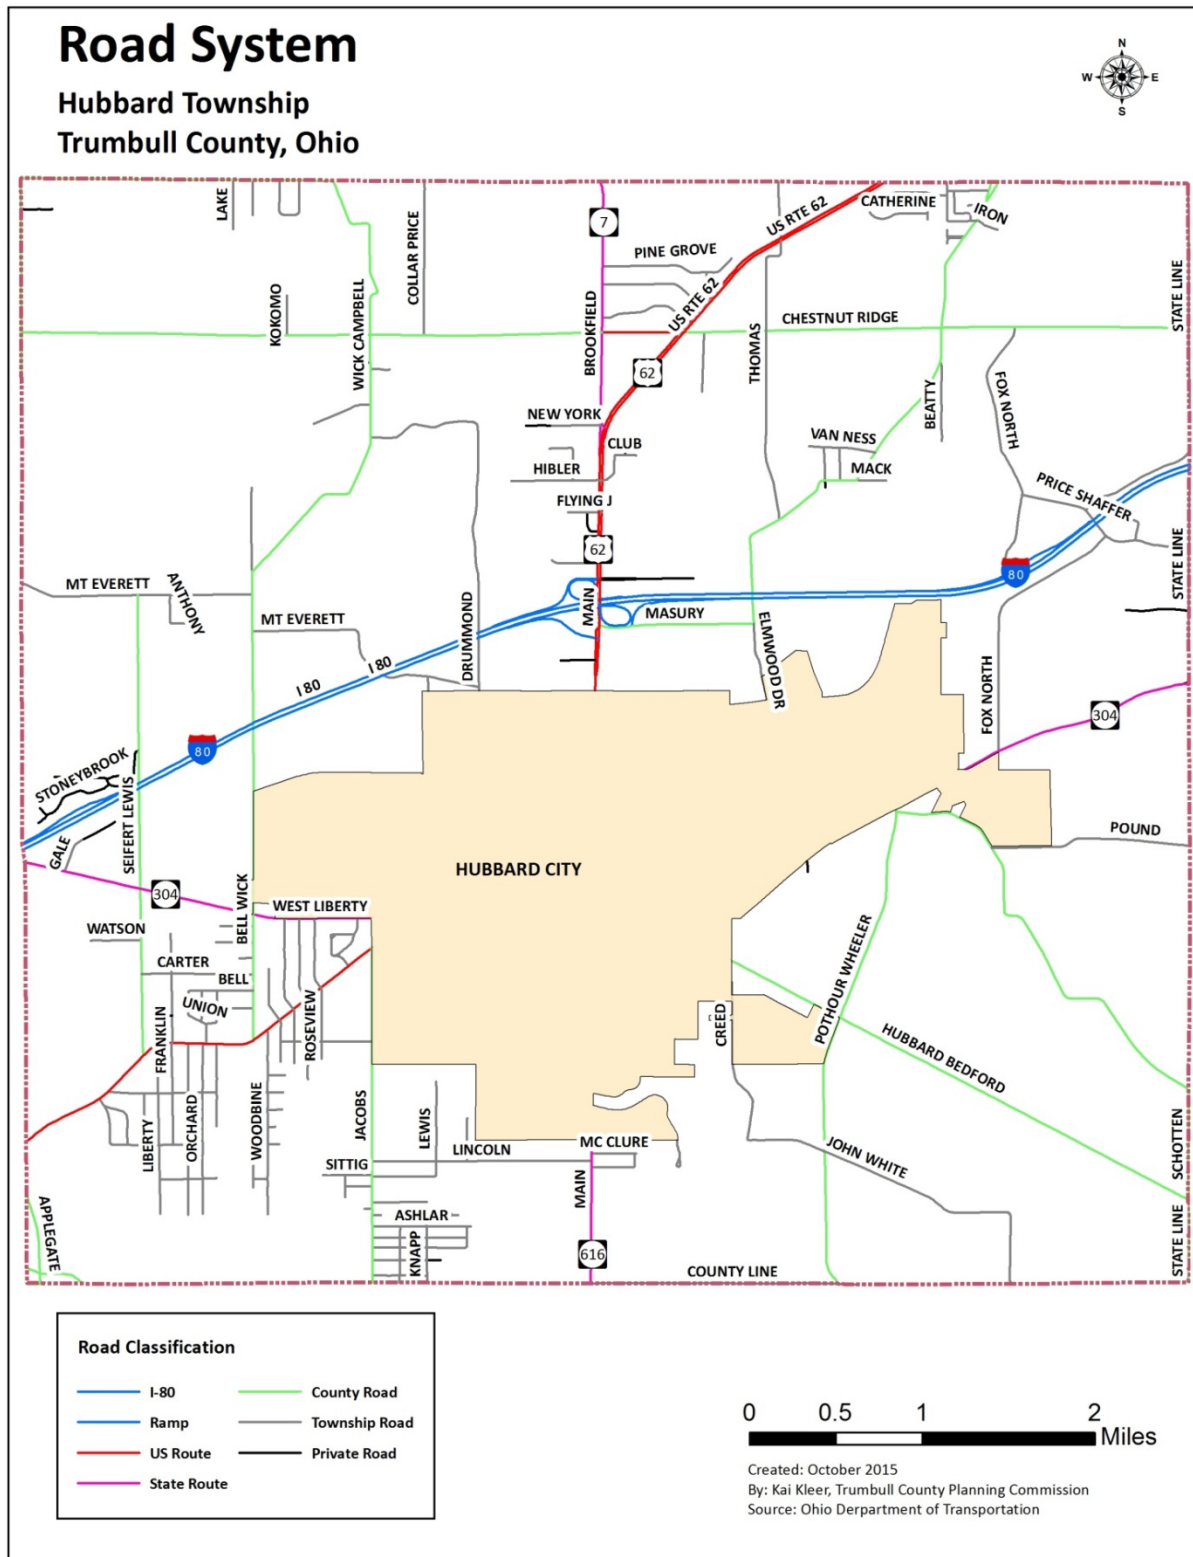 Road System
Hubbard Township
Trumbull County, Ohio
N
W E
S
LAKE
COLLAR PRICE
7
US RTE 62
CATHERINE
IRON
PINE GROVE
STATE LINE
KOKOMO
WICK CAMPBELL
BROOKFIELD
US RTE 62
THOMAS
CHESTNUT RIDGE
62
BEATTY
FOX NORTH
NEW YORK
CLUB
VAN NESS
HIBLER
MACK
FLYING J
PRICE SHAFFER
62
80
STATE LINE
MT EVERETT
ANTHONY
MT EVERETT
DRUMMOND
MAIN
MASURY
ELMWOOD DR
I 80
I 80
FOX NORTH
304
80
STONEYBROOK
SEIFERT LEWIS
GALE
POUND
HUBBARD CITY
304
BELL WICK
WEST LIBERTY
WATSON
CARTER
BELL
UNION
FRANKLIN
ROSEVIEW
CREED
POTHOUR WHEELER
HUBBARD BEDFORD
LIBERTY
ORCHARD
WOODBINE
JACOBS
LEWIS
LINCOLN
MC CLURE
SITTIG
MAIN
JOHN WHITE
SCHOTTEN
APPLEGATE
ASHLAR
KNAPP
616
COUNTY LINE
STATE LINE
Road Classification
I-80
County Road
Ramp
Township Road
US Route
Private Road
State Route
0 0.5 1 2
Miles
Created: October 2015
By: Kai Kleer, Trumbull County Planning Commission
Source: Ohio Derpartment of Transportation